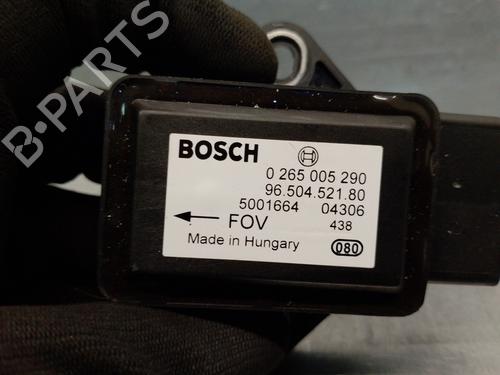 B-PARTS
BOSCH
0 265 005 290
96.504.521.80
5001664 04306
FOV 438
Made in Hungary 080